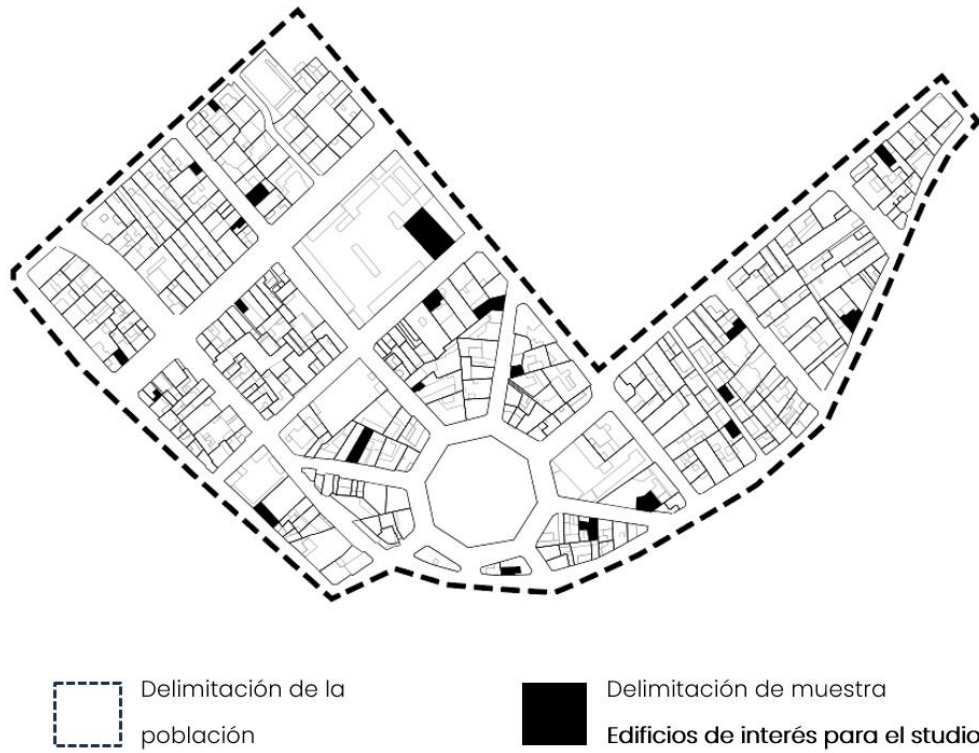 Delimitación de la
población
Delimitación de muestra
Edificios de interés para el studio